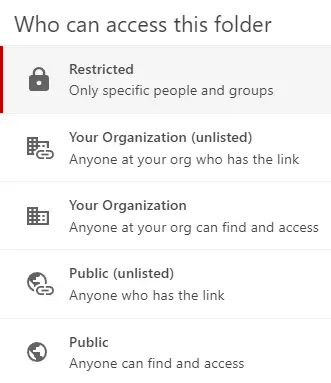 Who can access this folder
Restricted
Only specific people and groups
Your Organization (unlisted)
Anyone at your org who has the link
Your Organization
Anyone at your org can find and access
Public (unlisted)
Anyone who has the link
Public
Anyone can find and access